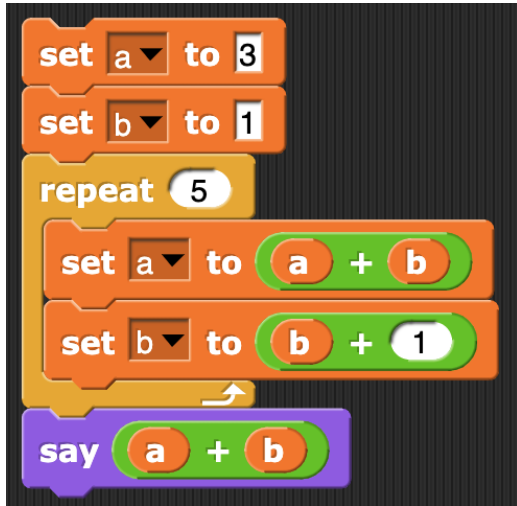 set a to 3
set b to 1
repeat 5
set a to a + b
set b to b + 1
say a + b